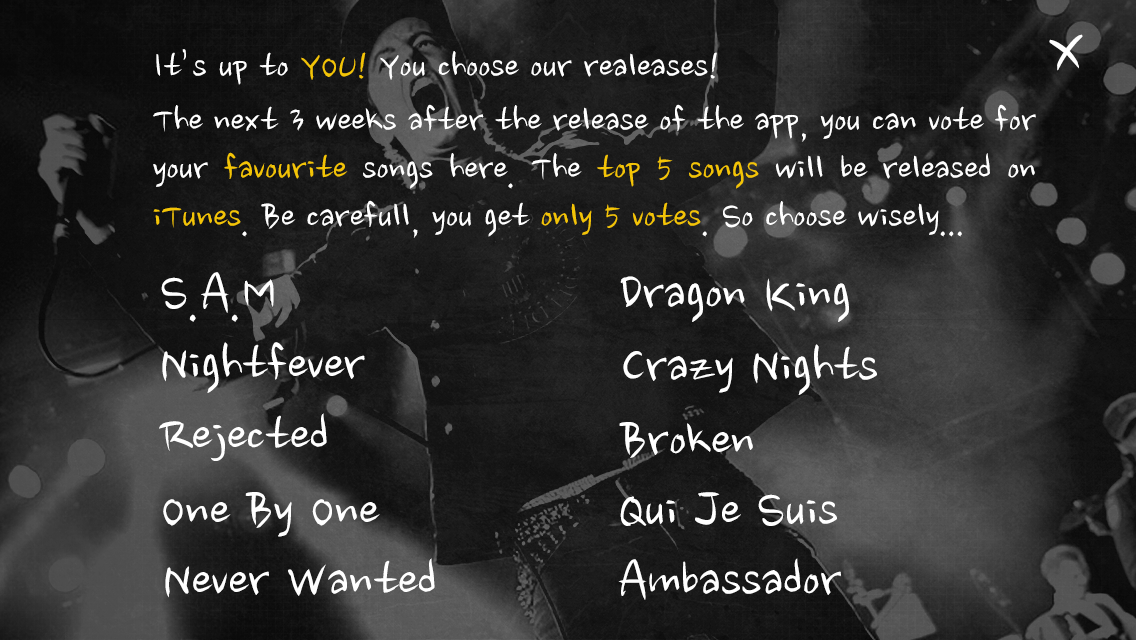 It's up to YOU! You choose our realeases!
The next 3 weeks after the release of the app, you can vote for
your favourite songs here. The top 5 songs will be released on
iTunes. Be carefull, you get only 5 votes. So choose wisely...
S.A.M
Dragon King
Nightfever
Crazy Nights
Rejected
Broken
One By One
Qui Je Suis
Never Wanted
Ambassador